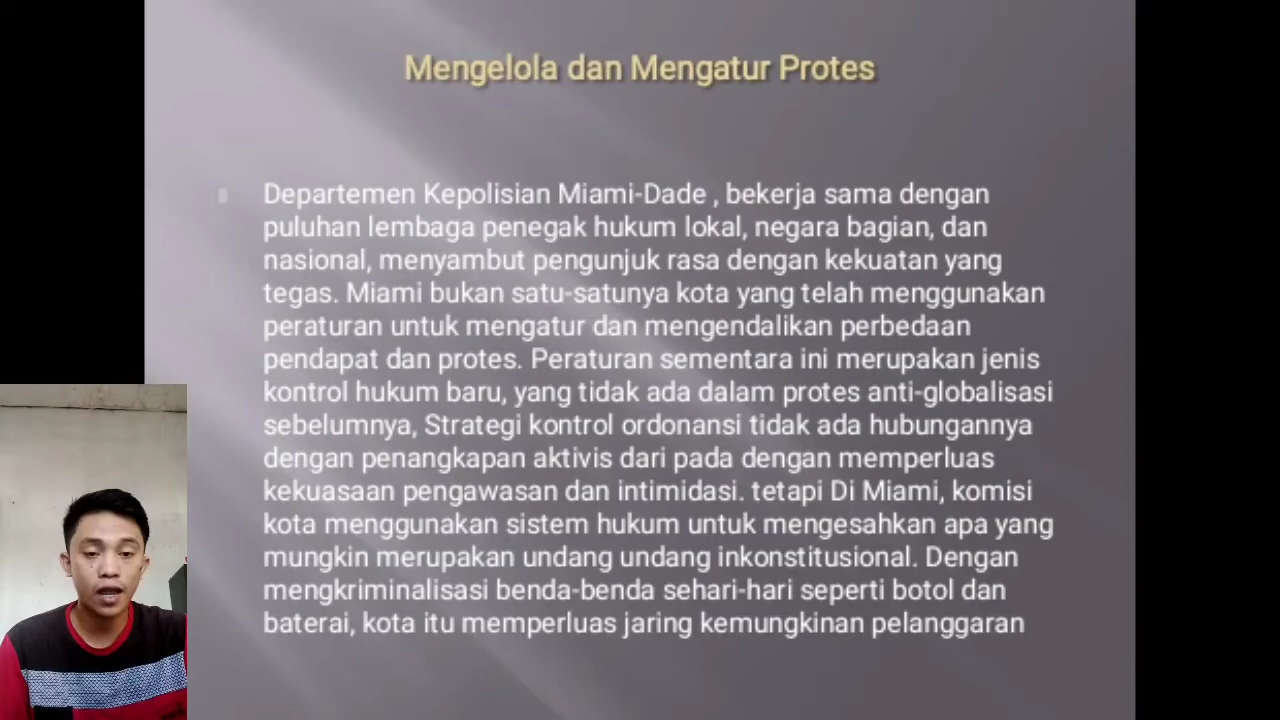 Mengelola dan Mengatur Protes
Departemen Kepolisian Miami-Dade , bekerja sama dengan
puluhan lembaga penegak hukum lokal, negara bagian, dan
nasional, menyambut pengunjuk rasa dengan kekuatan yang
tegas. Miami bukan satu-satunya kota yang telah menggunakan
peraturan untuk mengatur dan mengendalikan perbedaan
pendapat dan protes. Peraturan sementara ini merupakan jenis
kontrol hukum baru, yang tidak ada dalam protes anti-globalisasi
sebelumnya, Strategi kontrol ordonansi tidak ada hubungannya
dengan penangkapan aktivis dari pada dengan memperluas
kekuasaan pengawasan dan intimidasi. tetapi Di Miami, komisi
kota menggunakan sistem hukum untuk mengesahkan apa yang
mungkin merupakan undang undang inkonstitusional. Dengan
mengkriminalisasi benda-benda sehari-hari seperti botol dan
baterai, kota itu memperluas jaring kemungkinan pelanggaran